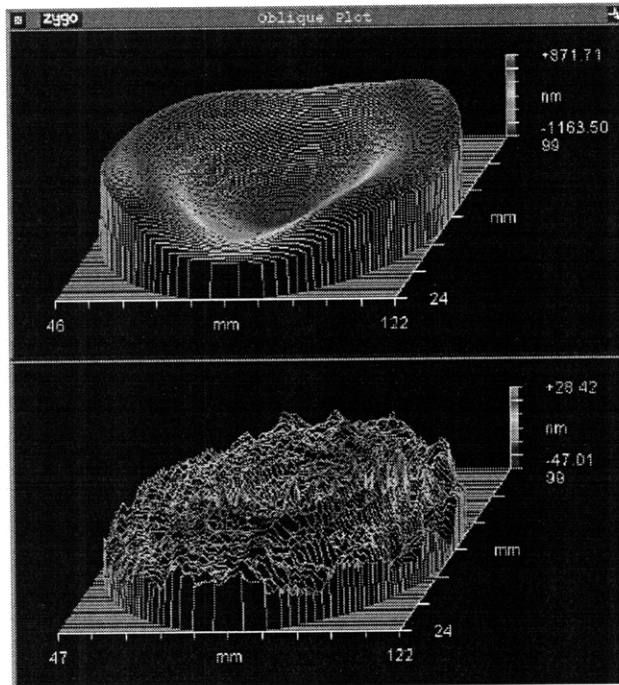 zygo Oblique Plot
+871.71
nm
-1163.50
99
mm
24
46 mm 122
+28.42
nm
-47.01
99
mm
24
47 mm 122